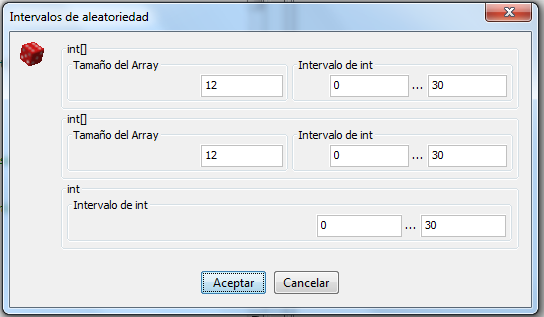 Intervalos de aleatoriedad
int[]
Tamaño del Array Intervalo de int
12 0 ... 30
int[]
Tamaño del Array Intervalo de int
12 0 ... 30
int
Intervalo de int
0 ... 30
Aceptar Cancelar